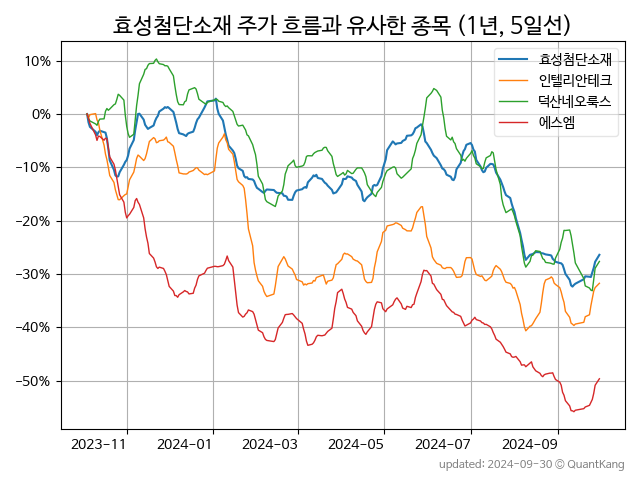 효성첨단소재 주가 흐름과 유사한 종목 (1년, 5일선)
효성첨단소재
인텔리안테크
덕산네오룩스
에스엠
10%
0%
−10%
−20%
−30%
−40%
−50%
2023-11
2024-01
2024-03
2024-05
2024-07
2024-09
updated: 2024-09-30 © QuantKang